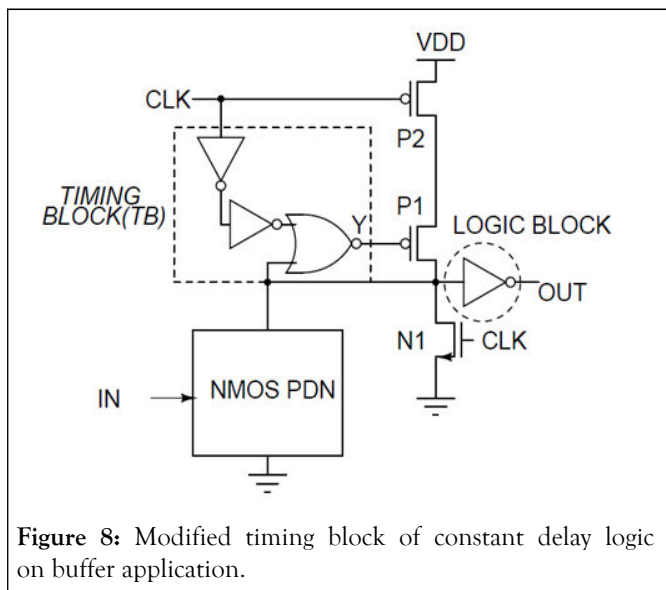 VDD
CLK
P2
TIMING
BLOCK(TB)
Y
P1
LOGIC BLOCK
OUT
N1
CLK
IN
NMOS PDN
Figure 8: Modified timing block of constant delay logic
on buffer application.